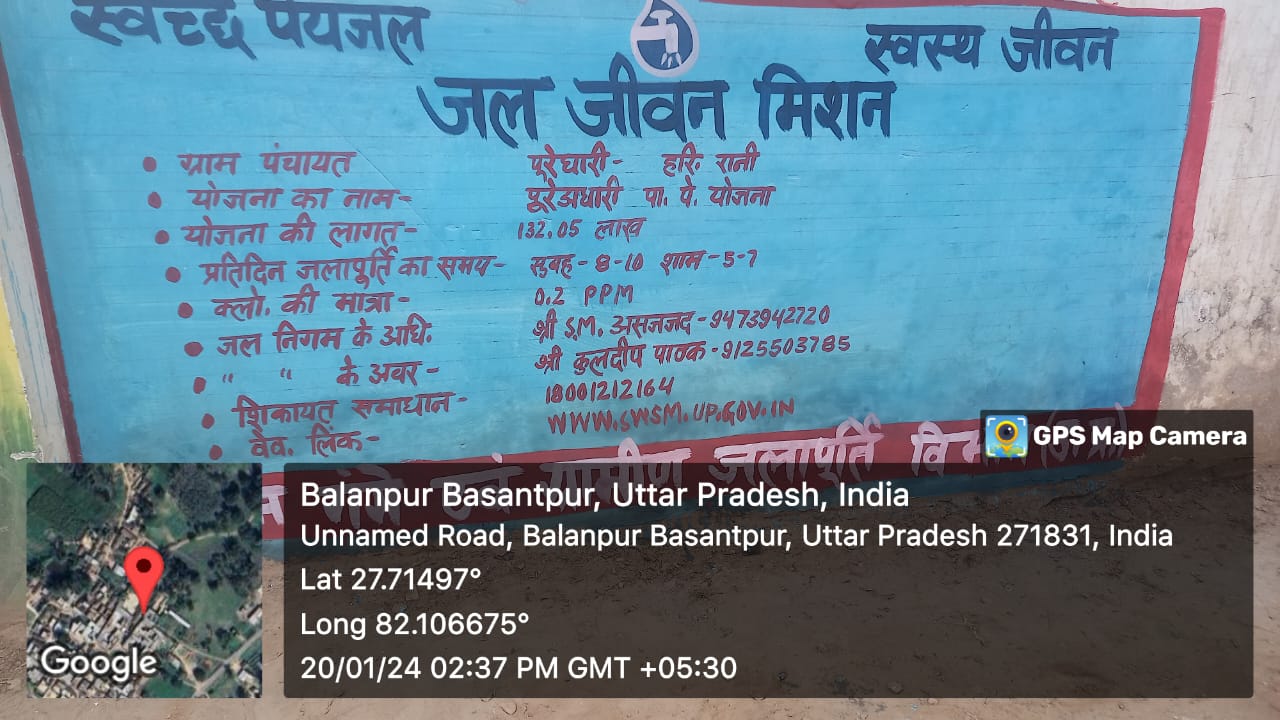 स्वच्छ पेयजल
स्वस्थ जीवन
जल जीवन मिशन
• ग्राम पंचायत पूरेघारी- हरि रानी
• योजना का नाम- पूरेअधारी पा. पे. योजना
• योजना की लागत- 132.05 लाख
• प्रतिदिन जलापूर्ति का समय- सुबह-8-10 शाम-5-7
• क्लो. की मात्रा- 0.2 PPM
• जल निगम के अधि. श्री S.M. असजजद-9473942720
• " " के अवर- श्री कुलदीप पाठक-9125503785
• शिकायत समाधान- 18001212164
• वेव. लिंक- WWW.SWSM.UP.GOV.IN
एवं ग्रामीण जलापूर्ति
GPS Map Camera
Balanpur Basantpur, Uttar Pradesh, India
Unnamed Road, Balanpur Basantpur, Uttar Pradesh 271831, India
Lat 27.71497°
Long 82.106675°
20/01/24 02:37 PM GMT +05:30
Google